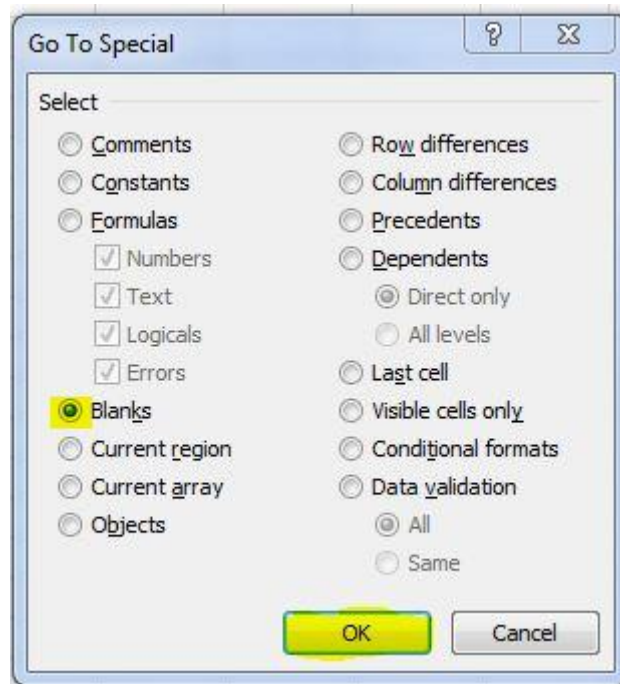 Go To Special
Select
Comments
Constants
Formulas
Numbers
Text
Logicals
Errors
Blanks
Current region
Current array
Objects
Row differences
Column differences
Precedents
Dependents
Direct only
All levels
Last cell
Visible cells only
Conditional formats
Data validation
All
Same
OK
Cancel